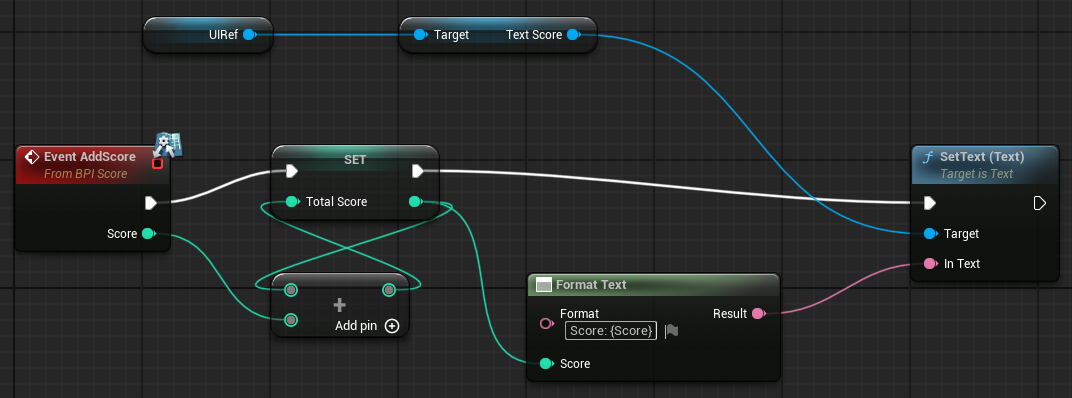 UIRef
Target
Text Score
Event AddScore
From BPI Score
Score
SET
Total Score
Add pin
Format Text
Format
Score: {Score}
Result
Score
SetText (Text)
Target is Text
Target
In Text